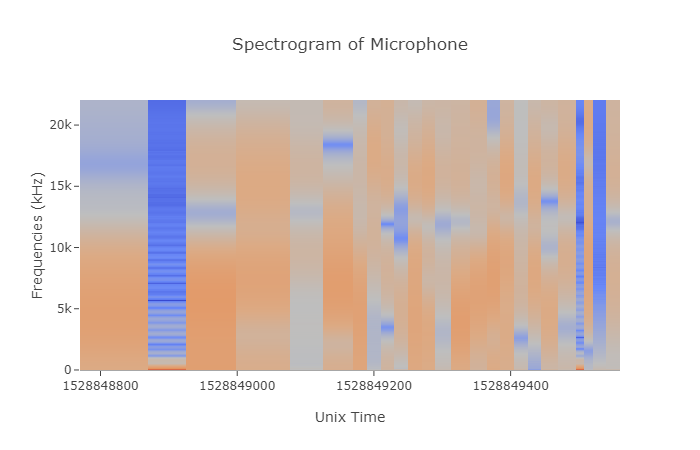 Spectrogram of Microphone
20k
15k
10k
5k
0
Frequencies (kHz)
1528848800 1528849000 1528849200 1528849400
Unix Time